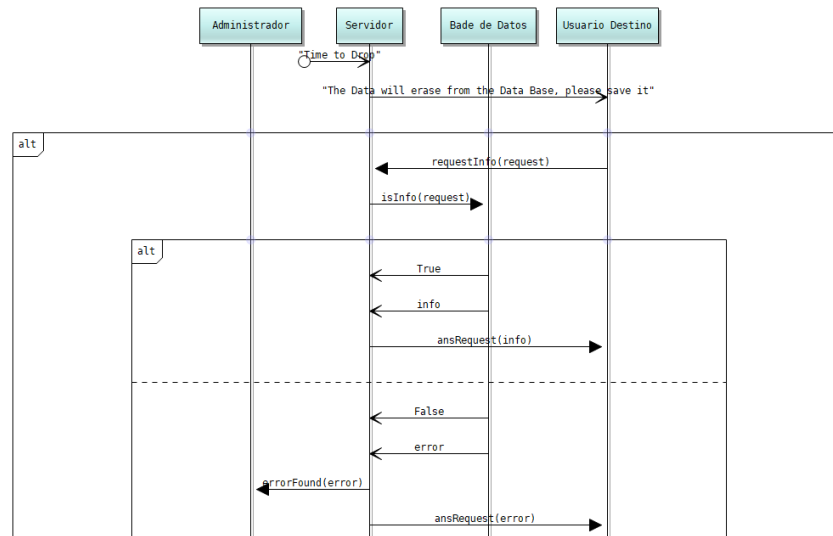 Administrador
Servidor
Bade de Datos
Usuario Destino
"Time to Drop"
"The Data will erase from the Data Base, please save it"
alt
requestInfo(request)
isInfo(request)
alt
True
info
ansRequest(info)
False
error
errorFound(error)
ansRequest(error)